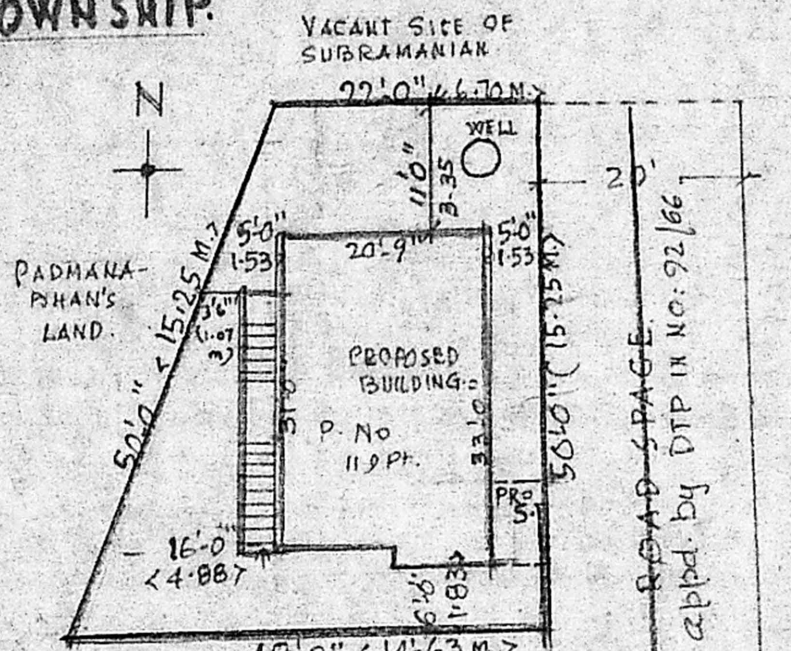 OWNSHIP.
VACANT SITE OF
SUBRAMANIAN
N
22'-0" < 6.70 M. >
WELL
11'0"
3-35
20'
5'-0"
1.53
20'-9"
5'-0"
1.53
PADMANA-
BHAN'S
LAND.
50'-0" < 15.25 M. >
3'6"
(1.07
M)
PROPOSED
BUILDING
P. No
119 Pt.
31'-0"
33'-0
50'-0" (15.25 M.)
ROAD SPACE
appd. by DTP IN NO: 92/66
PRO
S.
16'-0"
<4.88>
6'-0"
1.83>
14.63 M. >